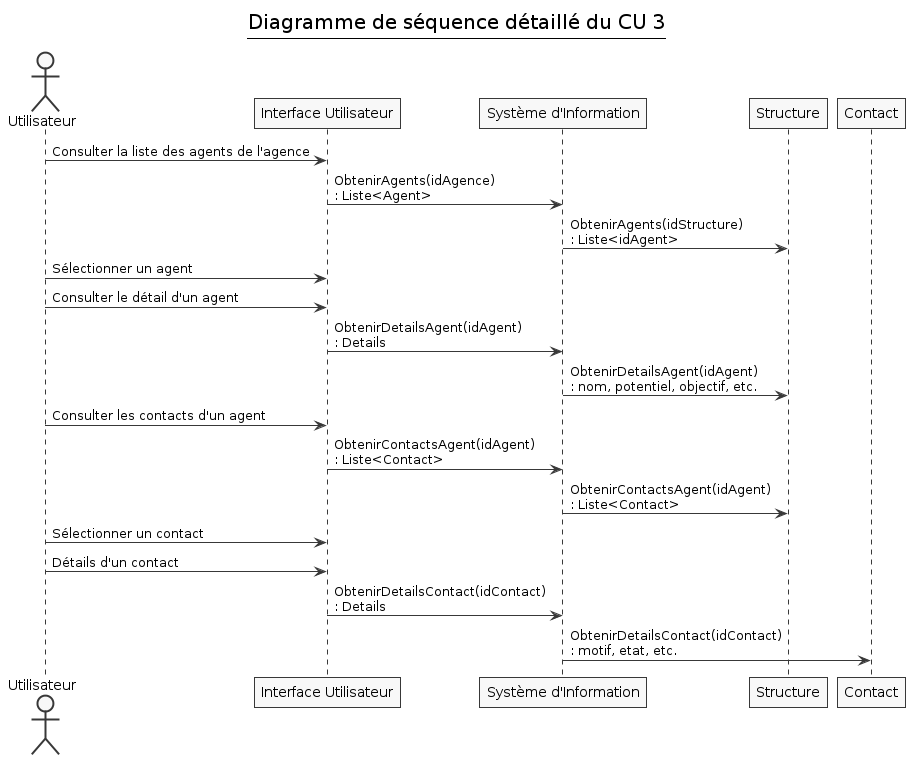 Diagramme de séquence détaillé du CU 3
Utilisateur
Interface Utilisateur
Système d'Information
Structure
Contact
Consulter la liste des agents de l'agence
ObtenirAgents(idAgence)
: Liste<Agent>
ObtenirAgents(idStructure)
: Liste<idAgent>
Sélectionner un agent
Consulter le détail d'un agent
ObtenirDetailsAgent(idAgent)
: Details
ObtenirDetailsAgent(idAgent)
: nom, potentiel, objectif, etc.
Consulter les contacts d'un agent
ObtenirContactsAgent(idAgent)
: Liste<Contact>
ObtenirContactsAgent(idAgent)
: Liste<Contact>
Sélectionner un contact
Détails d'un contact
ObtenirDetailsContact(idContact)
: Details
ObtenirDetailsContact(idContact)
: motif, etat, etc.
Utilisateur
Interface Utilisateur
Système d'Information
Structure
Contact